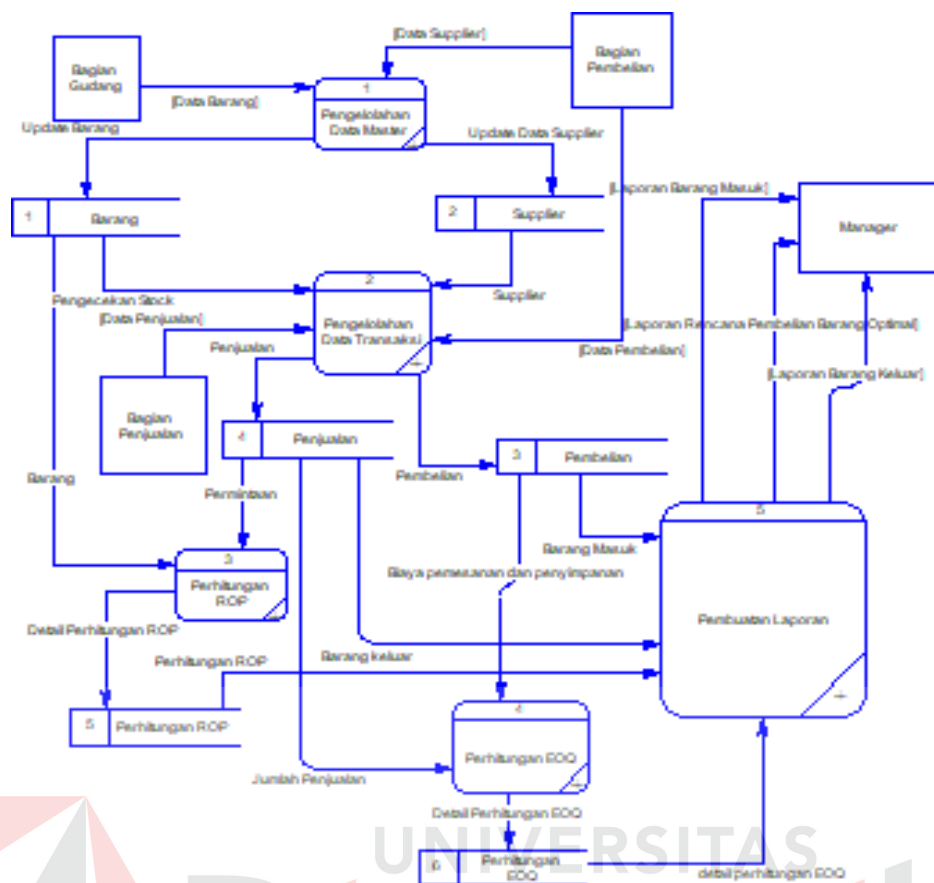 [Data Supplier]
Bagian
Gudang
Bagian
Pembelian
1
[Data Barang]
Pengelolahan
Data Master
Update Barang
Update Data Supplier
[Laporan Barang Masuk]
1
Barang
2
Supplier
Manager
2
Pengecekan Stock
Supplier
[Data Penjualan]
Pengelolahan
Data Transaksi
[Laporan Rencana Pembelian Barang Optimal]
Penjualan
[Data Pembelian]
[Laporan Barang Keluar]
Bagian
Penjualan
4
Penjualan
3
Pembelian
Barang
Pembelian
Permintaan
5
Barang Masuk
3
Perhitungan
ROP
Biaya pemesanan dan penyimpanan
Pembuatan Laporan
Detail Perhitungan ROP
Perhitungan ROP
Barang keluar
5
Perhitungan ROP
4
Perhitungan EOQ
Jumlah Penjualan
Detail Perhitungan EOQ
UNIVERSITAS
6
Perhitungan
EOQ
detail perhitungan EOQ